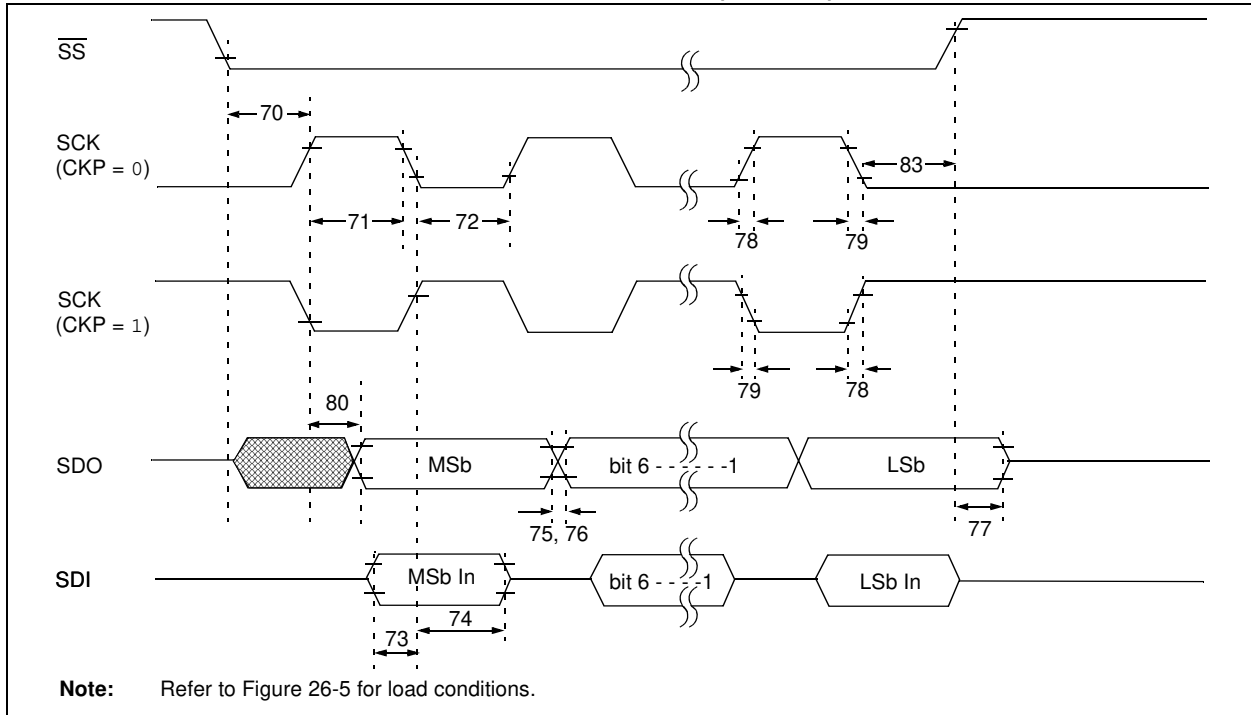 SS
70
SCK
(CKP = 0)
83
71
72
78
79
SCK
(CKP = 1)
79
78
80
SDO
MSb
bit 6 - - - - - -1
LSb
75, 76
77
SDI
MSb In
bit 6 - - - -1
LSb In
74
73
Note: Refer to Figure 26-5 for load conditions.